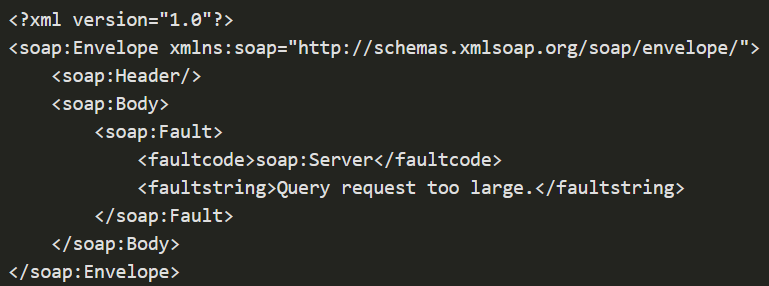 <?xml version="1.0"?>
<soap:Envelope xmlns:soap="http://schemas.xmlsoap.org/soap/envelope/">
    <soap:Header/>
    <soap:Body>
        <soap:Fault>
            <faultcode>soap:Server</faultcode>
            <faultstring>Query request too large.</faultstring>
        </soap:Fault>
    </soap:Body>
</soap:Envelope>